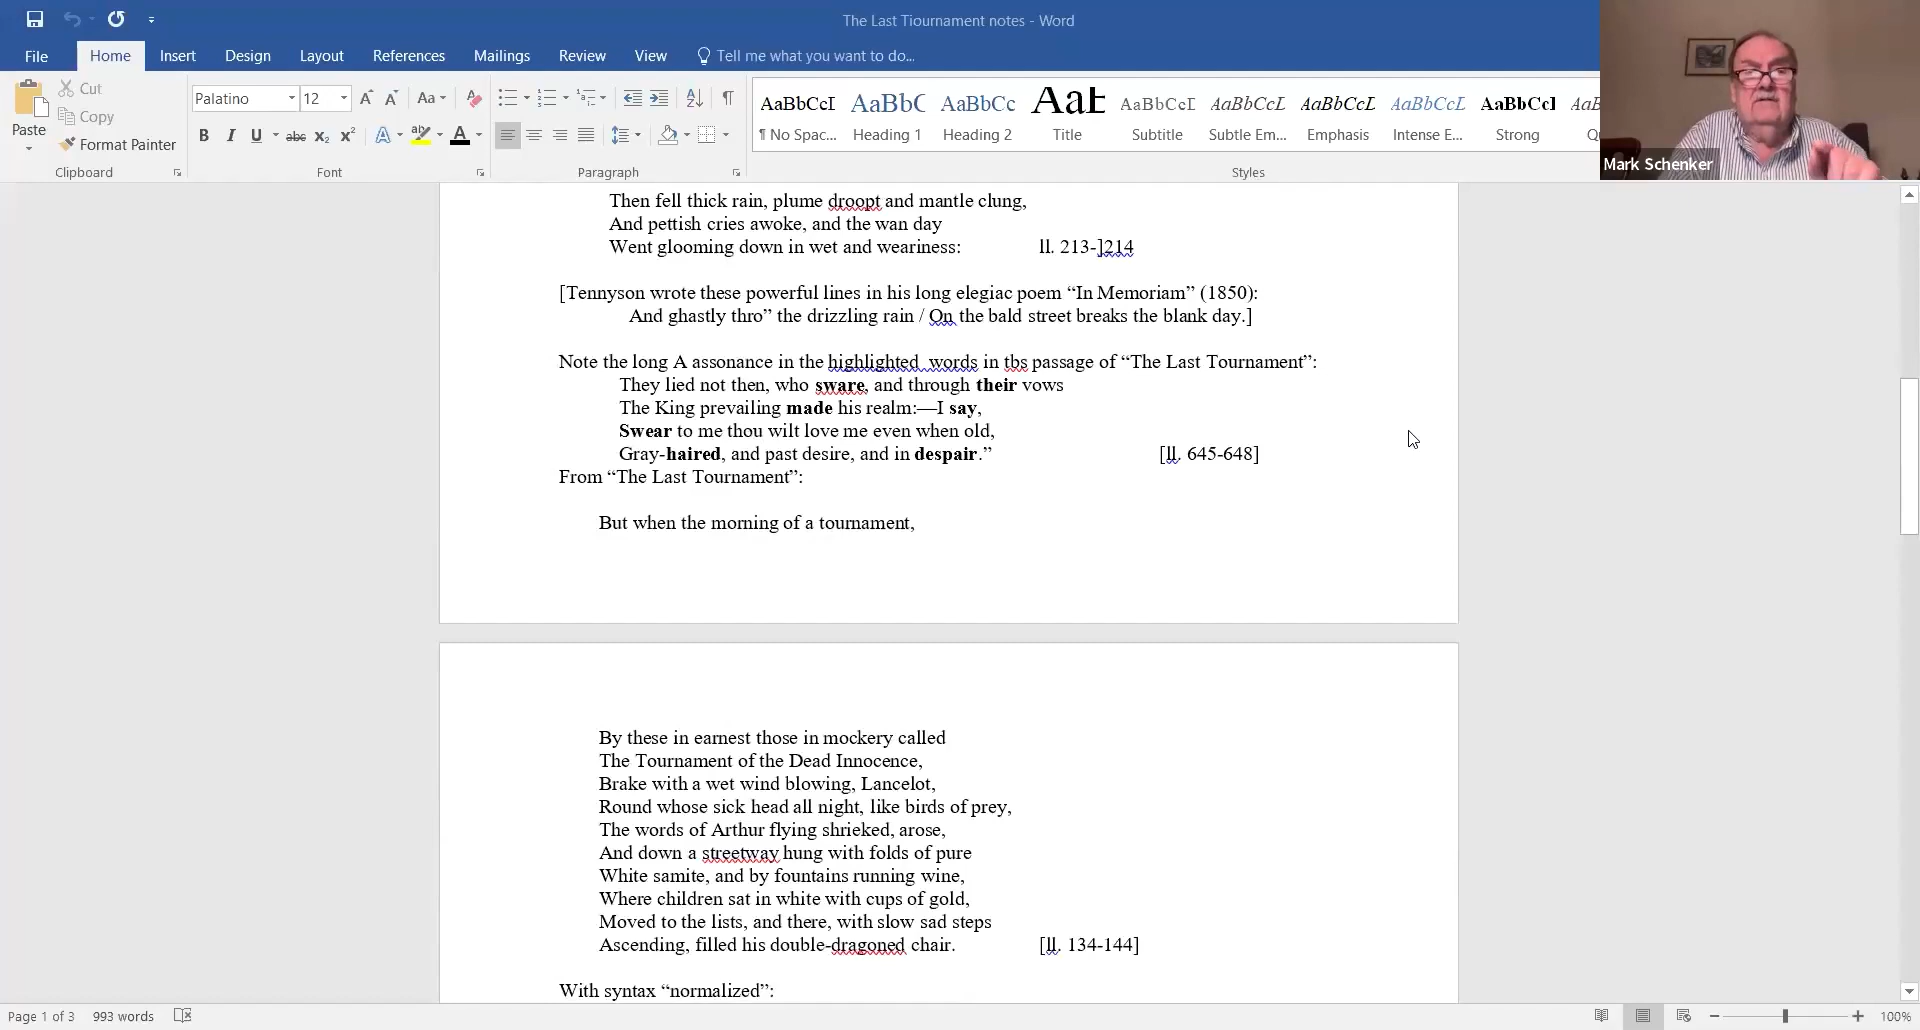 The Last Tiournament notes - Word
File Home Insert Design Layout References Mailings Review View Tell me what you want to do...
Paste
Cut
Copy
Format Painter
Clipboard
Palatino 12
Font
Paragraph
AaBbCcI AaBbC AaBbCc AaB AaBbCcD AaBbCcL AaBbCcL AaBbCcL AaBbCcI
¶ No Spac... Heading 1 Heading 2 Title Subtitle Subtle Em... Emphasis Intense E... Strong
Styles
Mark Schenker
Then fell thick rain, plume droopt and mantle clung,
And pettish cries awoke, and the wan day
Went glooming down in wet and weariness: ll. 213-]214
[Tennyson wrote these powerful lines in his long elegiac poem “In Memoriam” (1850):
And ghastly thro” the drizzling rain / On the bald street breaks the blank day.]
Note the long A assonance in the highlighted words in tbs passage of “The Last Tournament”:
They lied not then, who sware, and through their vows
The King prevailing made his realm:—I say,
Swear to me thou wilt love me even when old,
Gray-haired, and past desire, and in despair.” [ll. 645-648]
From “The Last Tournament”:
But when the morning of a tournament,
By these in earnest those in mockery called
The Tournament of the Dead Innocence,
Brake with a wet wind blowing, Lancelot,
Round whose sick head all night, like birds of prey,
The words of Arthur flying shrieked, arose,
And down a streetway hung with folds of pure
White samite, and by fountains running wine,
Where children sat in white with cups of gold,
Moved to the lists, and there, with slow sad steps
Ascending, filled his double-dragoned chair. [ll. 134-144]
With syntax “normalized”:
Page 1 of 3 993 words 100%